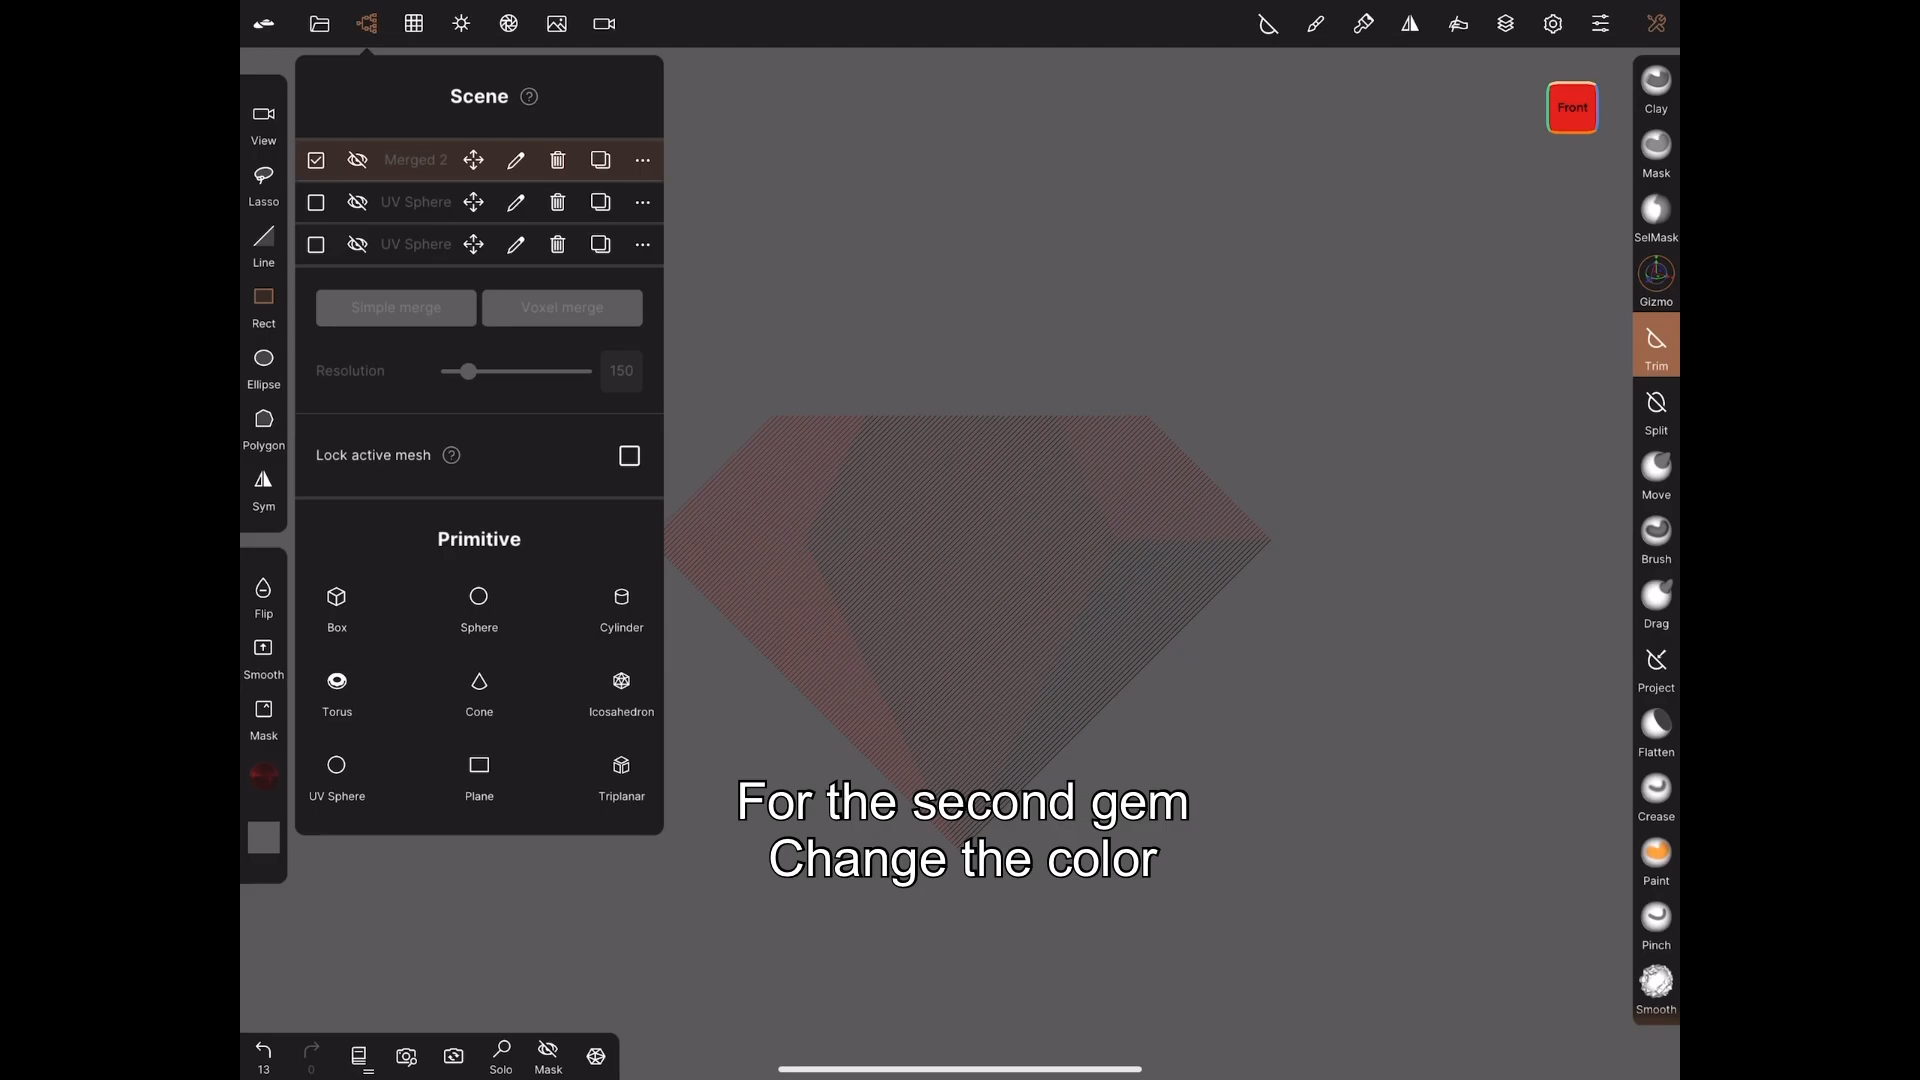 Scene ?
Front
View
Lasso
Line
Rect
Ellipse
Polygon
Sym
Flip
Smooth
Mask
Merged 2
UV Sphere
UV Sphere
Simple merge Voxel merge
Resolution 150
Lock active mesh ?
Primitive
Box Sphere Cylinder
Torus Cone Icosahedron
UV Sphere Plane Triplanar
For the second gem
Change the color
Clay
Mask
SelMask
Gizmo
Trim
Split
Move
Brush
Drag
Project
Flatten
Crease
Paint
Pinch
Smooth
13 0 Solo Mask